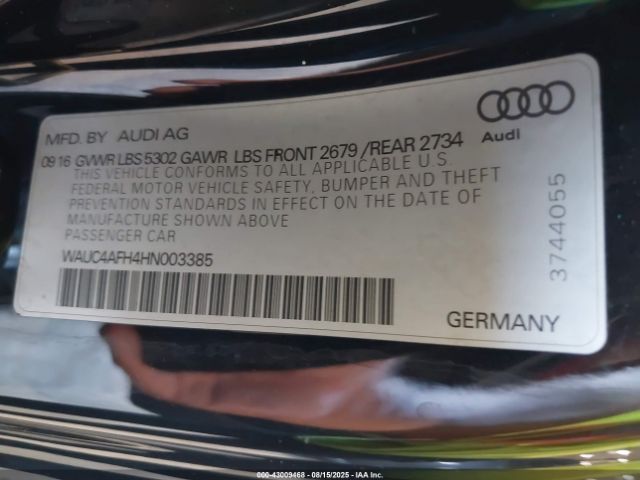 MFD. BY AUDI AG
09 16 GVWR LBS 5302 GAWR LBS FRONT 2679 /REAR 2734
THIS VEHICLE CONFORMS TO ALL APPLICABLE U.S.
FEDERAL MOTOR VEHICLE SAFETY, BUMPER AND THEFT
PREVENTION STANDARDS IN EFFECT ON THE DATE OF
MANUFACTURE SHOWN ABOVE
PASSENGER CAR
WAUC4AFH4HN003385
Audi
3744055
GERMANY
000-43009468 - 08/15/2025 - IAA Inc.